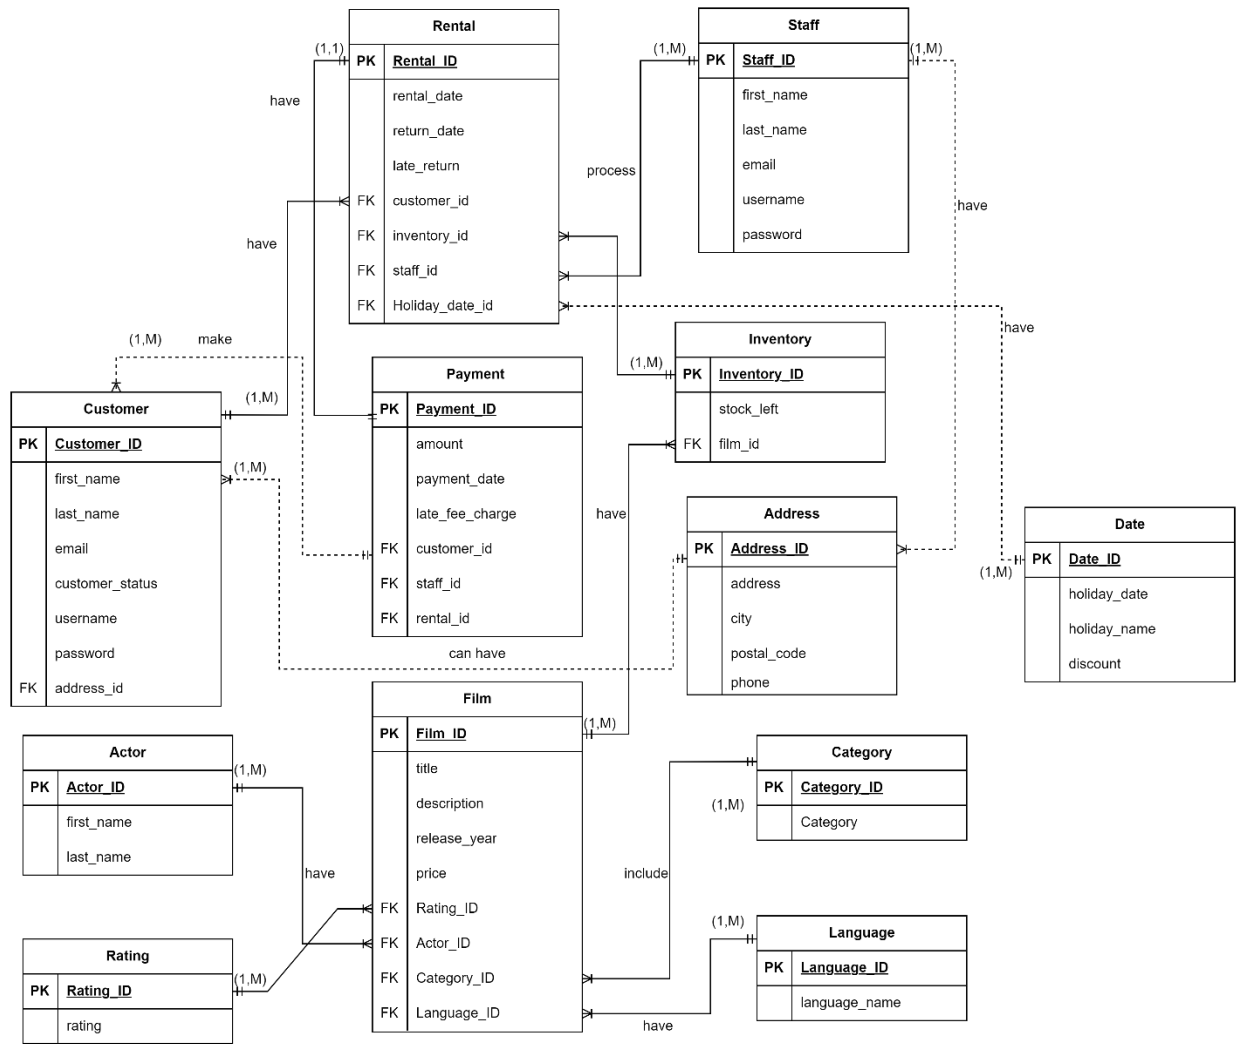 Rental
(1,1)
PK Rental_ID
rental_date
return_date
late_return
FK customer_id
FK inventory_id
FK staff_id
FK Holiday_date_id
have
have
Staff
(1,M)
(1,M)
PK Staff_ID
first_name
last_name
email
username
password
process
have
have
(1,M)
make
Inventory
(1,M)
PK Inventory_ID
stock_left
FK film_id
Payment
PK Payment_ID
amount
payment_date
late_fee_charge
FK customer_id
FK staff_id
FK rental_id
Customer
(1,M)
PK Customer_ID
(1,M)
first_name
last_name
email
customer_status
username
password
FK address_id
have
can have
Address
PK Address_ID
address
city
postal_code
phone
Date
(1,M)
PK Date_ID
holiday_date
holiday_name
discount
Film
(1,M)
PK Film_ID
title
description
release_year
price
FK Rating_ID
FK Actor_ID
FK Category_ID
FK Language_ID
Actor
(1,M)
PK Actor_ID
first_name
last_name
have
Rating
(1,M)
PK Rating_ID
rating
Category
PK Category_ID
(1,M)
Category
include
Language
(1,M)
PK Language_ID
language_name
have